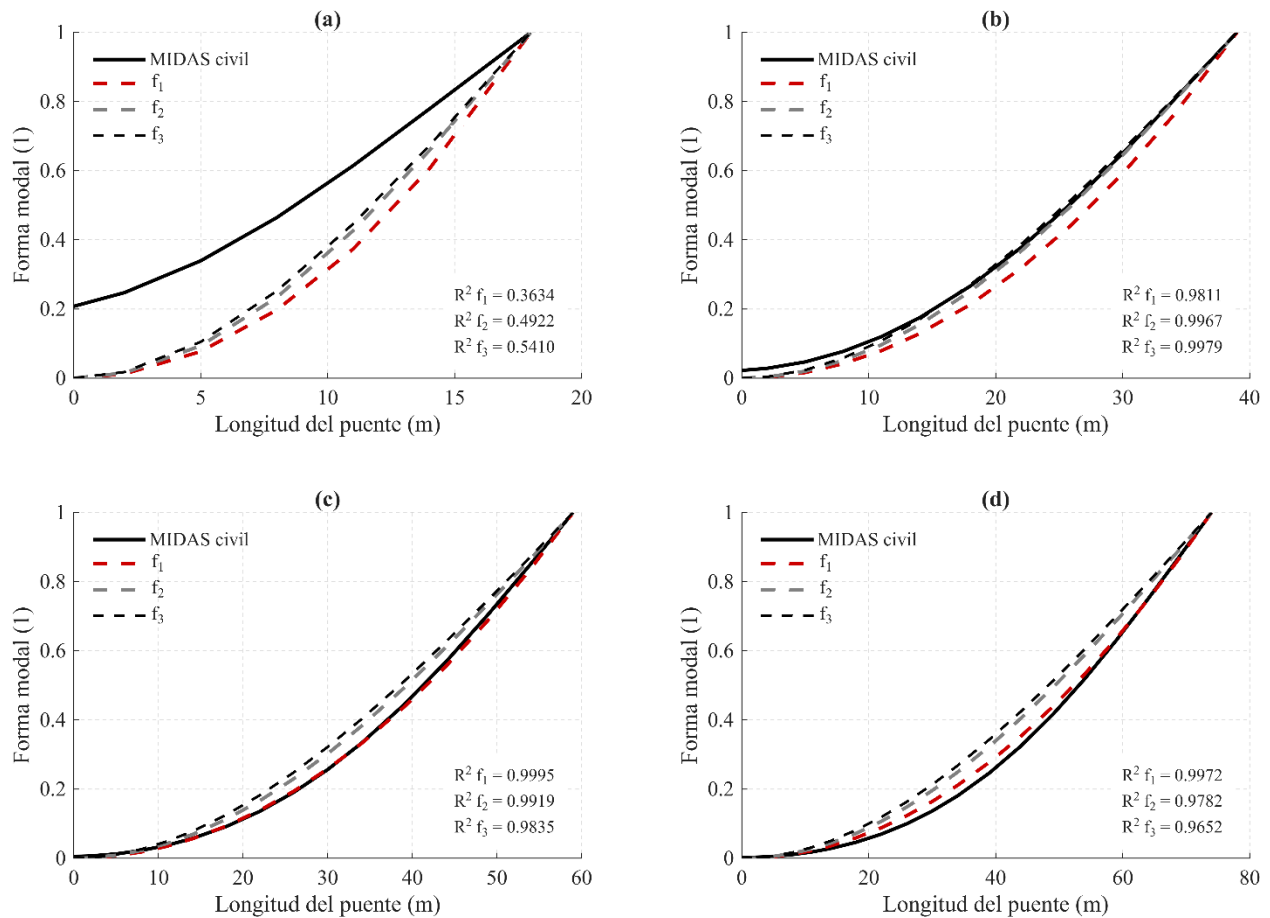 (a)
1
0.8
0.6
0.4
0.2
0
Forma modal (1)
MIDAS civil
f1
f2
f3
R2 f1 = 0.3634
R2 f2 = 0.4922
R2 f3 = 0.5410
0 5 10 15 20
Longitud del puente (m)
(b)
1
0.8
0.6
0.4
0.2
0
Forma modal (1)
MIDAS civil
f1
f2
f3
R2 f1 = 0.9811
R2 f2 = 0.9967
R2 f3 = 0.9979
0 10 20 30 40
Longitud del puente (m)
(c)
1
0.8
0.6
0.4
0.2
0
Forma modal (1)
MIDAS civil
f1
f2
f3
R2 f1 = 0.9995
R2 f2 = 0.9919
R2 f3 = 0.9835
0 10 20 30 40 50 60
Longitud del puente (m)
(d)
1
0.8
0.6
0.4
0.2
0
Forma modal (1)
MIDAS civil
f1
f2
f3
R2 f1 = 0.9972
R2 f2 = 0.9782
R2 f3 = 0.9652
0 20 40 60 80
Longitud del puente (m)